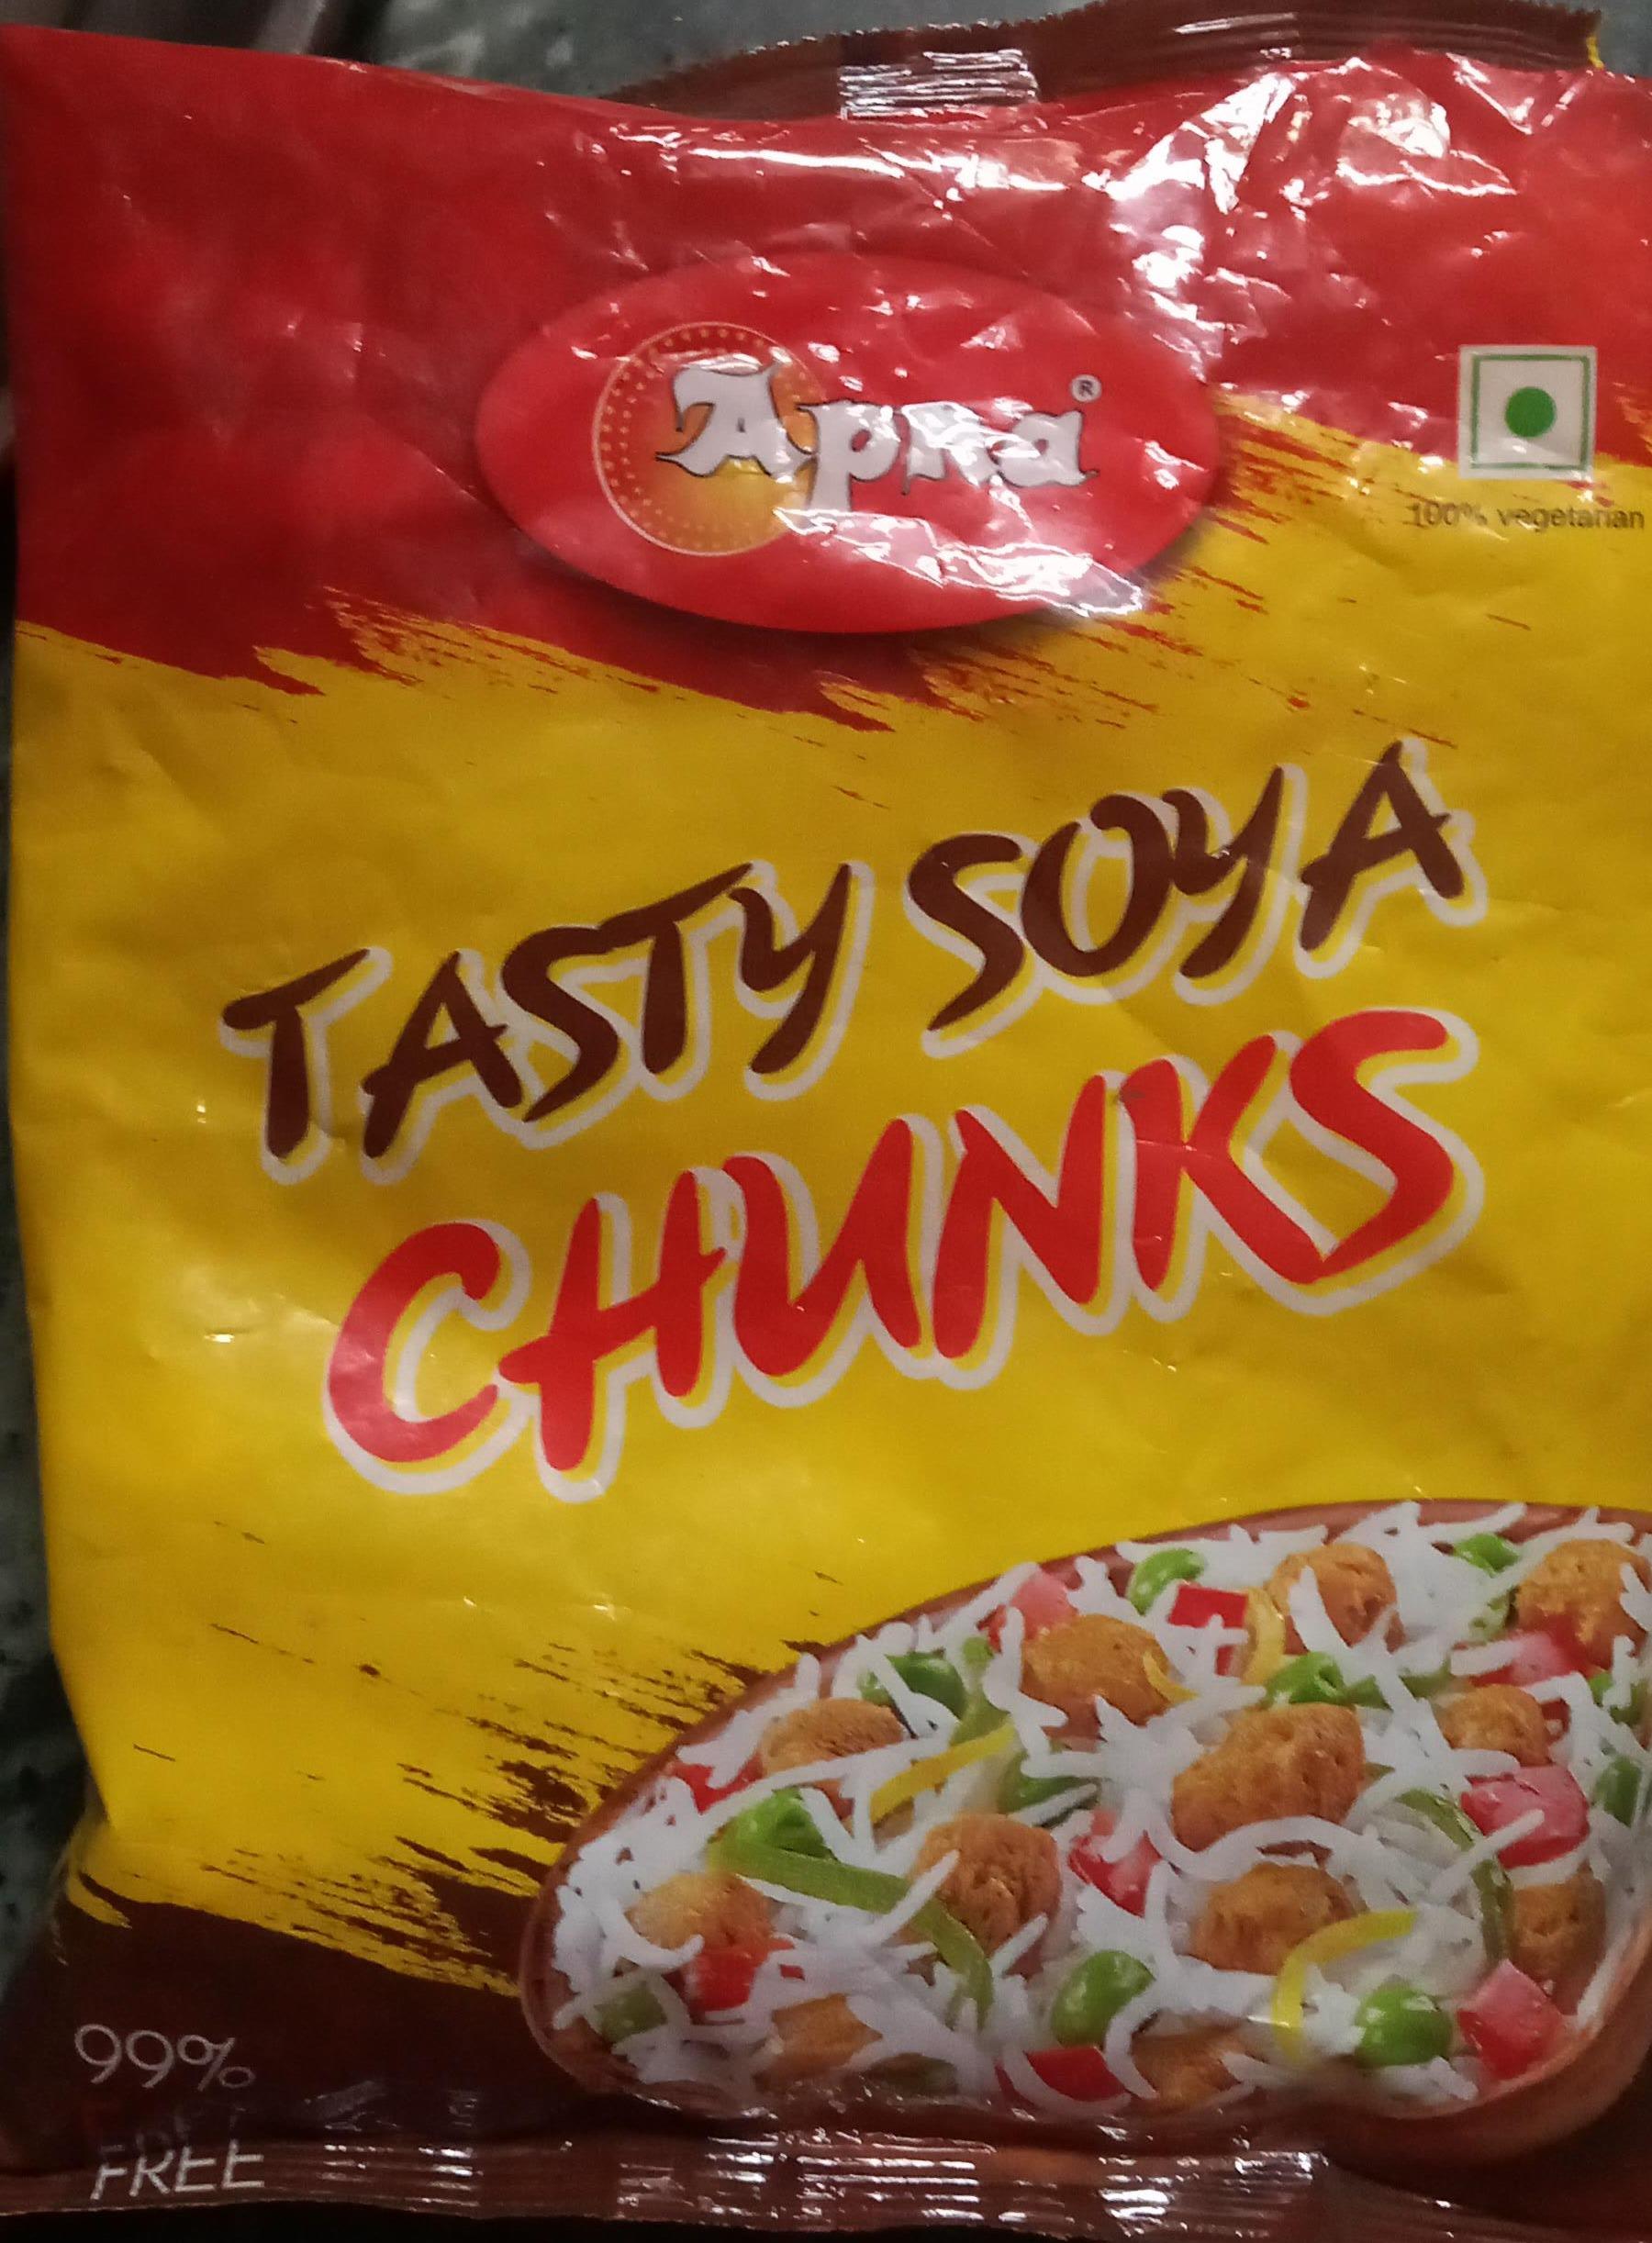 Apna®
100% vegetarian
TASTY SOYA
CHUNKS
99%
FREE